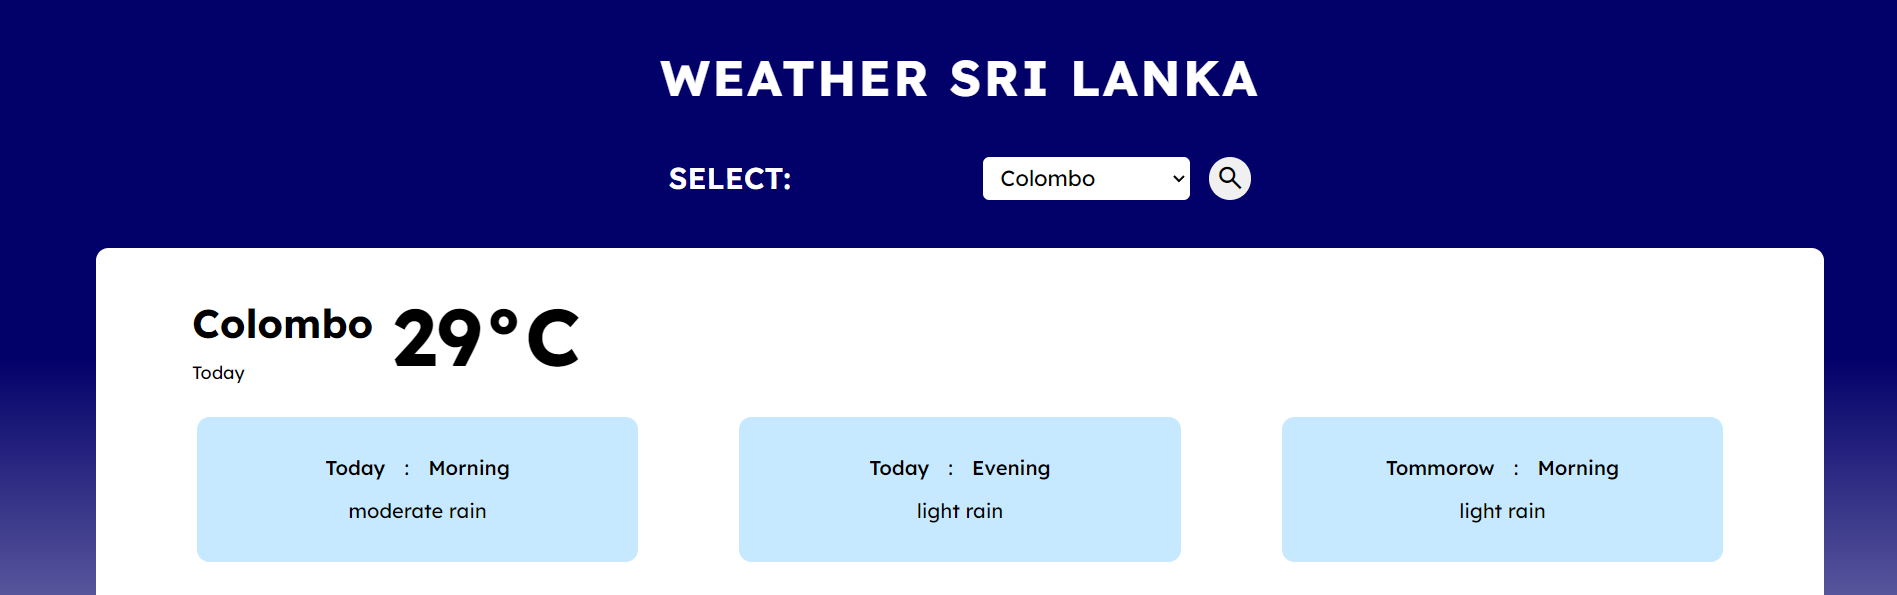 WEATHER SRI LANKA
SELECT:
Colombo
Colombo 29°C
Today
Today : Morning
moderate rain
Today : Evening
light rain
Tommorow : Morning
light rain